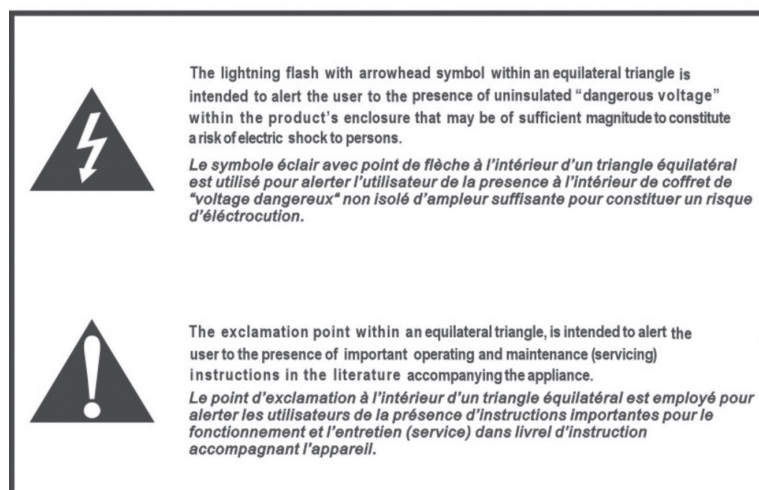 The lightning flash with arrowhead symbol within an equilateral triangle is
intended to alert the user to the presence of uninsulated “dangerous voltage”
within the product’s enclosure that may be of sufficient magnitude to constitute
a risk of electric shock to persons.
Le symbole éclair avec point de flèche à l’intérieur d’un triangle équilatéral
est utilisé pour alerter l’utilisateur de la presence à l’intérieur de coffret de
"voltage dangereux" non isolé d’ampleur suffisante pour constituer un risque
d’éléctrocution.
The exclamation point within an equilateral triangle, is intended to alert the
user to the presence of important operating and maintenance (servicing)
instructions in the literature accompanying the appliance.
Le point d’exclamation à l’intérieur d’un triangle équilatéral est employé pour
alerter les utilisateurs de la présence d’instructions importantes pour le
fonctionnement et l’entretien (service) dans livrel d’instruction
accompagnant l’appareil.